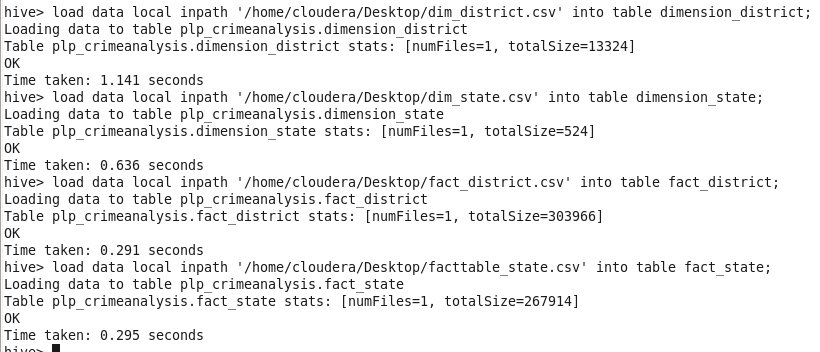 hive> load data local inpath '/home/cloudera/Desktop/dim_district.csv' into table dimension_district;
Loading data to table plp_crimeanalysis.dimension_district
Table plp_crimeanalysis.dimension_district stats: [numFiles=1, totalSize=13324]
OK
Time taken: 1.141 seconds
hive> load data local inpath '/home/cloudera/Desktop/dim_state.csv' into table dimension_state;
Loading data to table plp_crimeanalysis.dimension_state
Table plp_crimeanalysis.dimension_state stats: [numFiles=1, totalSize=524]
OK
Time taken: 0.636 seconds
hive> load data local inpath '/home/cloudera/Desktop/fact_district.csv' into table fact_district;
Loading data to table plp_crimeanalysis.fact_district
Table plp_crimeanalysis.fact_district stats: [numFiles=1, totalSize=303966]
OK
Time taken: 0.291 seconds
hive> load data local inpath '/home/cloudera/Desktop/facttable_state.csv' into table fact_state;
Loading data to table plp_crimeanalysis.fact_state
Table plp_crimeanalysis.fact_state stats: [numFiles=1, totalSize=267914]
OK
Time taken: 0.295 seconds
hive>